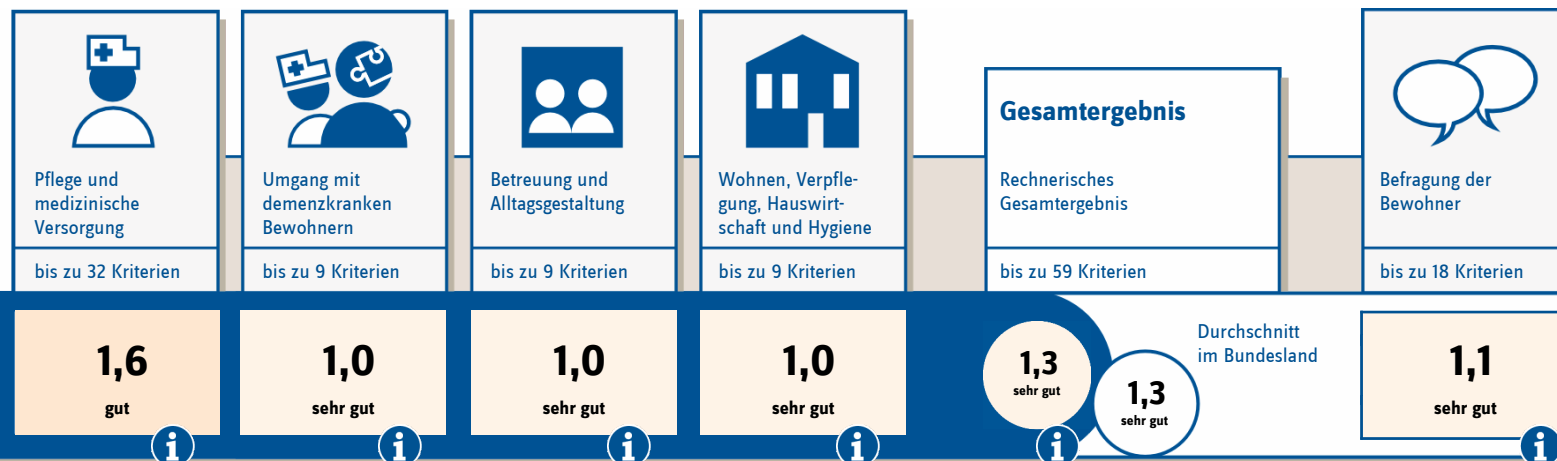 Pflege und
medizinische
Versorgung
bis zu 32 Kriterien
1,6
gut
i
Umgang mit
demenzkranken
Bewohnern
bis zu 9 Kriterien
1,0
sehr gut
i
Betreuung und
Alltagsgestaltung
bis zu 9 Kriterien
1,0
sehr gut
i
Wohnen, Verpfle-
gung, Hauswirt-
schaft und Hygiene
bis zu 9 Kriterien
1,0
sehr gut
i
Gesamtergebnis
Rechnerisches
Gesamtergebnis
bis zu 59 Kriterien
1,3
sehr gut
i
Durchschnitt
im Bundesland
1,3
sehr gut
Befragung der
Bewohner
bis zu 18 Kriterien
1,1
sehr gut
i